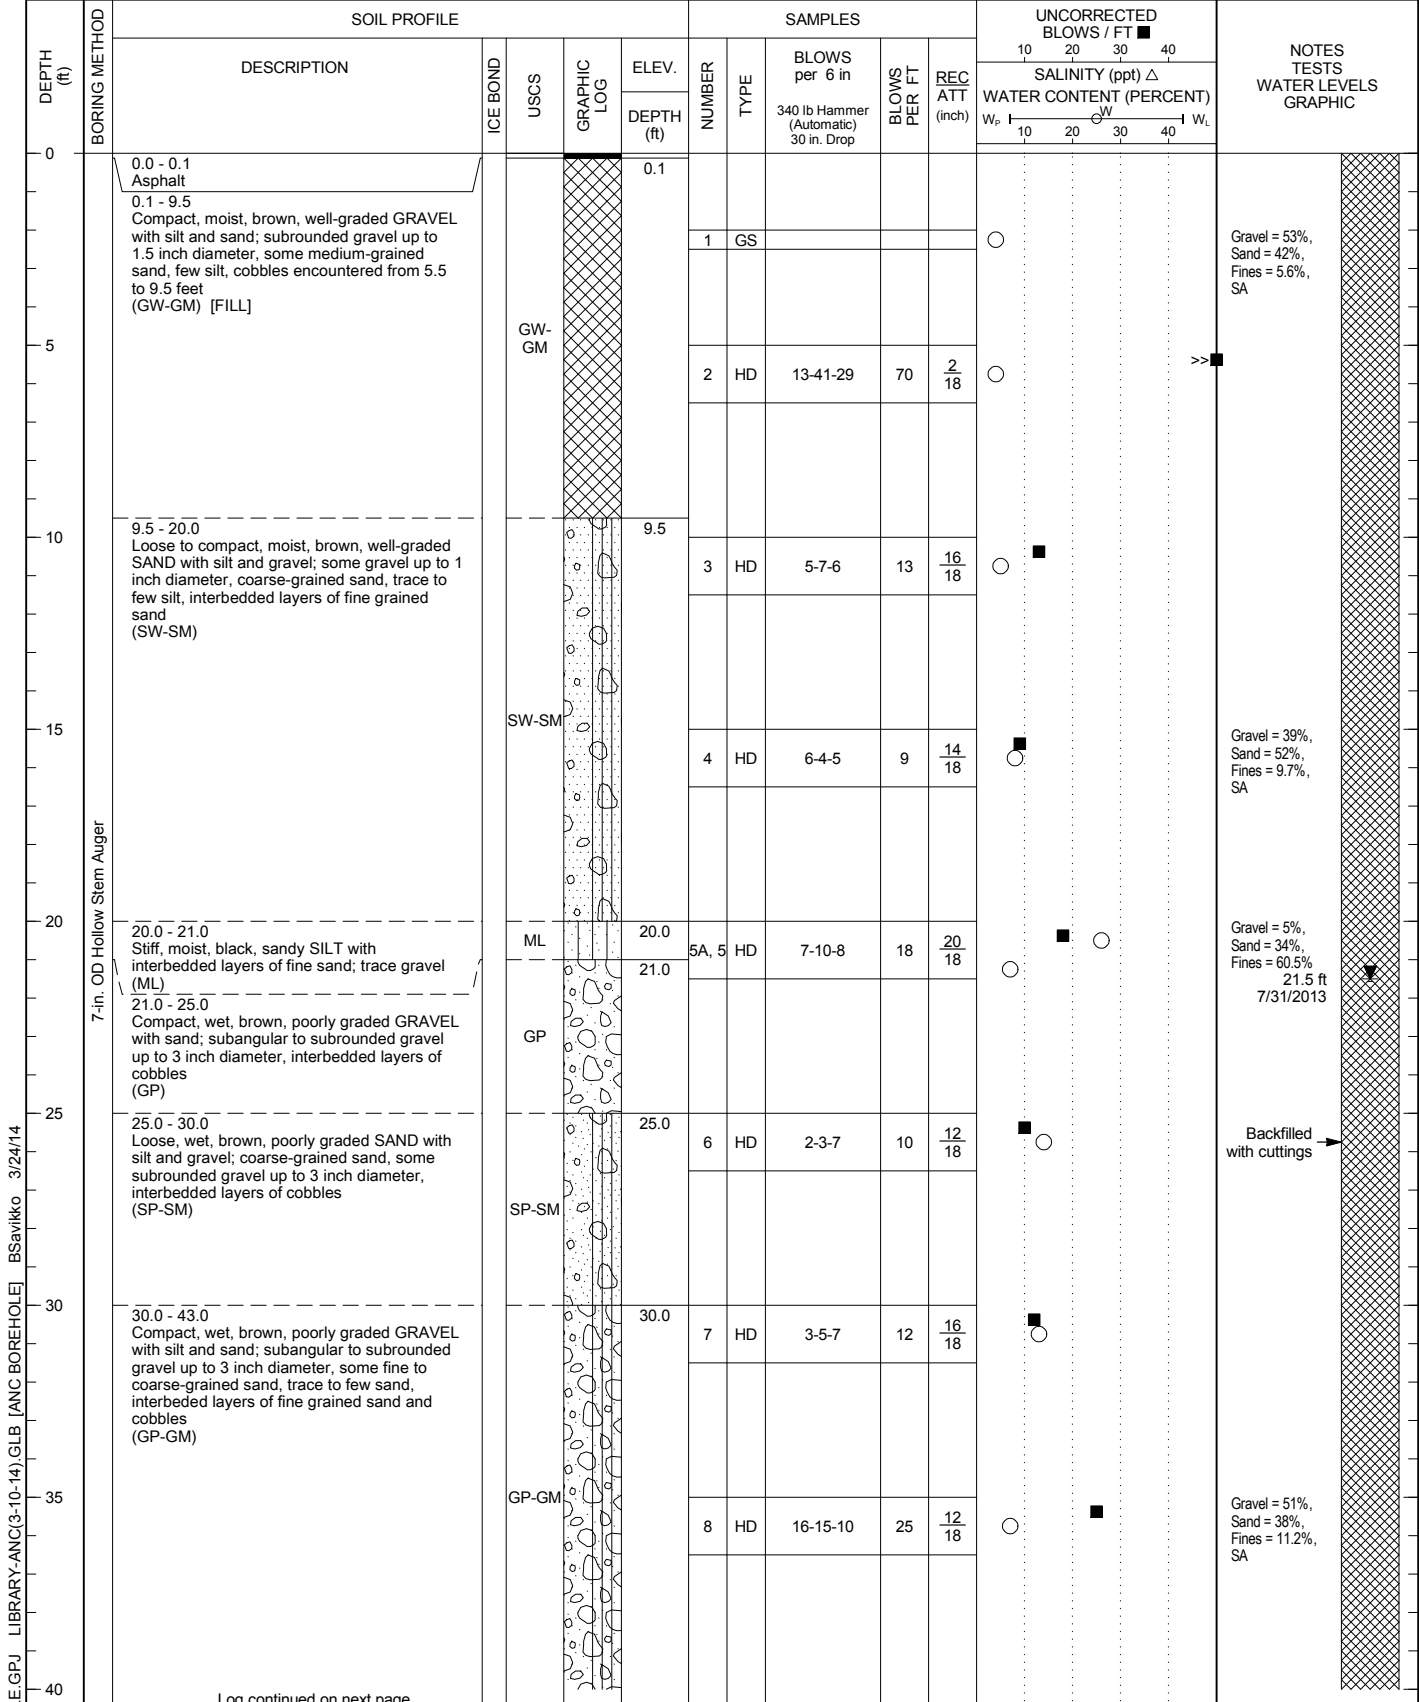 SOIL PROFILE
SAMPLES
UNCORRECTED
BLOWS / FT ■
10 20 30 40
SALINITY (ppt) △
WATER CONTENT (PERCENT)
W
WP WL
10 20 30 40
NOTES
TESTS
WATER LEVELS
GRAPHIC
DEPTH
(ft)
BORING METHOD
DESCRIPTION
ICE BOND
USCS
GRAPHIC
LOG
ELEV.
DEPTH
(ft)
NUMBER
TYPE
BLOWS
per 6 in
340 lb Hammer
(Automatic)
30 in. Drop
BLOWS
PER FT
REC
ATT
(inch)
0
0.0 - 0.1
Asphalt
0.1
0.1 - 9.5
Compact, moist, brown, well-graded GRAVEL
with silt and sand; subrounded gravel up to
1.5 inch diameter, some medium-grained
sand, few silt, cobbles encountered from 5.5
to 9.5 feet
(GW-GM) [FILL]
GW-
GM
1 GS
Gravel = 53%,
Sand = 42%,
Fines = 5.6%,
SA
5
2 HD 13-41-29 70 2
18
>>
9.5 - 20.0
Loose to compact, moist, brown, well-graded
SAND with silt and gravel; some gravel up to 1
inch diameter, coarse-grained sand, trace to
few silt, interbedded layers of fine grained
sand
(SW-SM)
9.5
10
3 HD 5-7-6 13 16
18
SW-SM
15
4 HD 6-4-5 9 14
18
Gravel = 39%,
Sand = 52%,
Fines = 9.7%,
SA
7-in. OD Hollow Stem Auger
20
20.0 - 21.0
Stiff, moist, black, sandy SILT with
interbedded layers of fine sand; trace gravel
(ML)
ML
20.0
5A, 5 HD 7-10-8 18 20
18
Gravel = 5%,
Sand = 34%,
Fines = 60.5%
21.5 ft
7/31/2013
21.0
21.0 - 25.0
Compact, wet, brown, poorly graded GRAVEL
with sand; subangular to subrounded gravel
up to 3 inch diameter, interbedded layers of
cobbles
(GP)
GP
25
25.0 - 30.0
Loose, wet, brown, poorly graded SAND with
silt and gravel; coarse-grained sand, some
subrounded gravel up to 3 inch diameter,
interbedded layers of cobbles
(SP-SM)
SP-SM
25.0
6 HD 2-3-7 10 12
18
Backfilled
with cuttings
30
30.0 - 43.0
Compact, wet, brown, poorly graded GRAVEL
with silt and sand; subangular to subrounded
gravel up to 3 inch diameter, some fine to
coarse-grained sand, trace to few sand,
interbeded layers of fine grained sand and
cobbles
(GP-GM)
30.0
7 HD 3-5-7 12 16
18
GP-GM
35
8 HD 16-15-10 25 12
18
Gravel = 51%,
Sand = 38%,
Fines = 11.2%,
SA
40
Log continued on next page
E.GPJ LIBRARY-ANC(3-10-14).GLB [ANC BOREHOLE] BSavikko 3/24/14